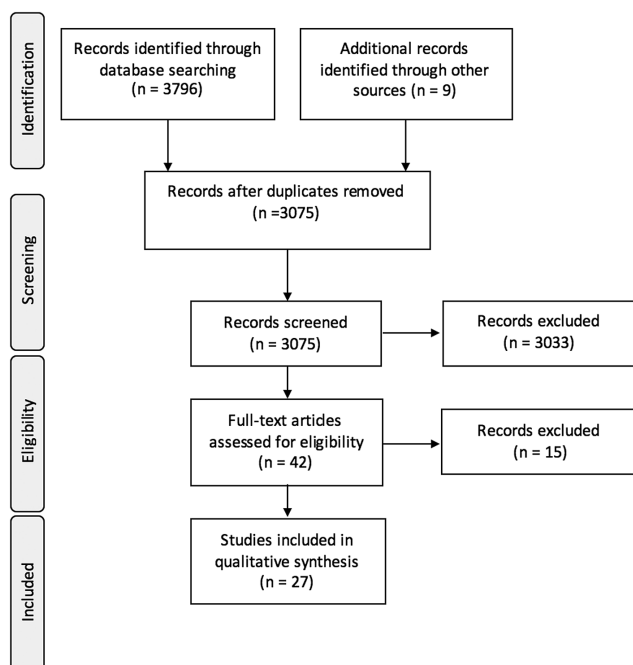 Identification
Records identified through
database searching
(n = 3796)
Additional records
identified through other
sources (n = 9)
Records after duplicates removed
(n =3075)
Screening
Records screened
(n = 3075)
Records excluded
(n = 3033)
Eligibility
Full-text articles
assessed for eligibility
(n = 42)
Records excluded
(n = 15)
Included
Studies included in
qualitative synthesis
(n = 27)